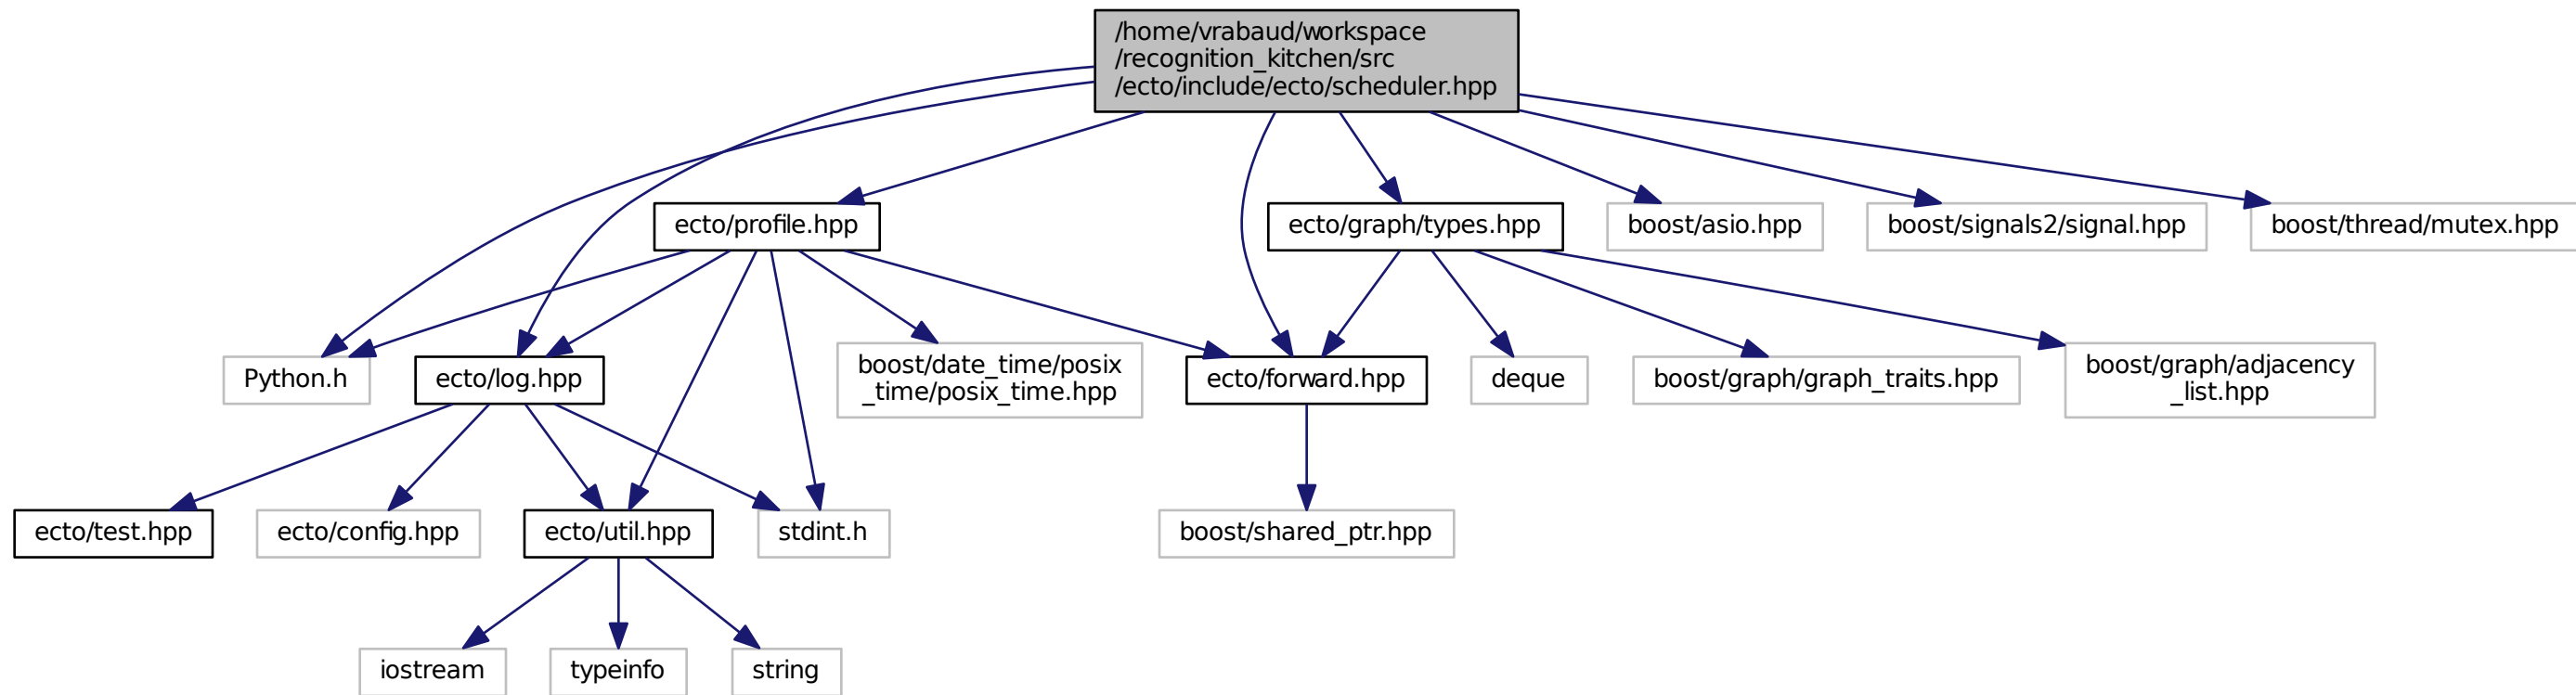 /home/vrabaud/workspace
/recognition_kitchen/src
/ecto/include/ecto/scheduler.hpp
ecto/profile.hpp
ecto/graph/types.hpp
boost/asio.hpp
boost/signals2/signal.hpp
boost/thread/mutex.hpp
Python.h
ecto/log.hpp
boost/date_time/posix
_time/posix_time.hpp
ecto/forward.hpp
deque
boost/graph/graph_traits.hpp
boost/graph/adjacency
_list.hpp
ecto/test.hpp
ecto/config.hpp
ecto/util.hpp
stdint.h
boost/shared_ptr.hpp
iostream
typeinfo
string